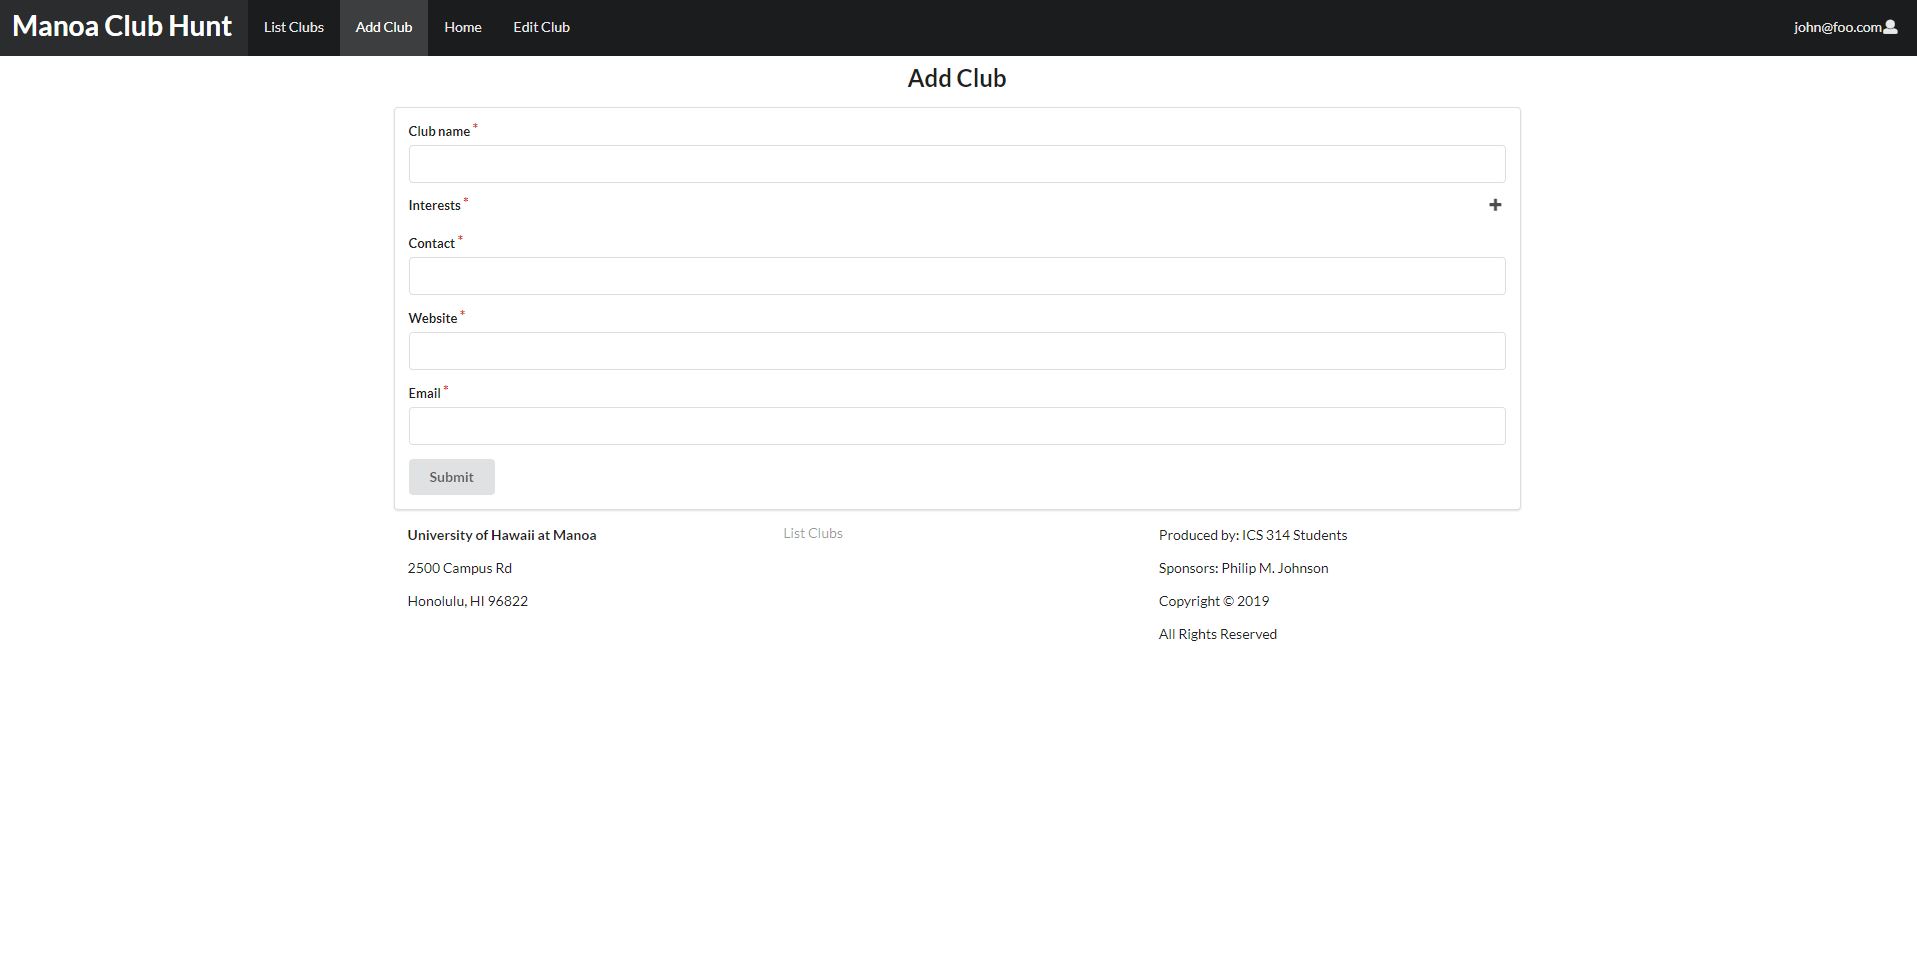 Manoa Club Hunt List Clubs Add Club Home Edit Club john@foo.com
Add Club
Club name *
Interests *
Contact *
Website *
Email *
Submit
University of Hawaii at Manoa
2500 Campus Rd
Honolulu, HI 96822
List Clubs
Produced by: ICS 314 Students
Sponsors: Philip M. Johnson
Copyright © 2019
All Rights Reserved